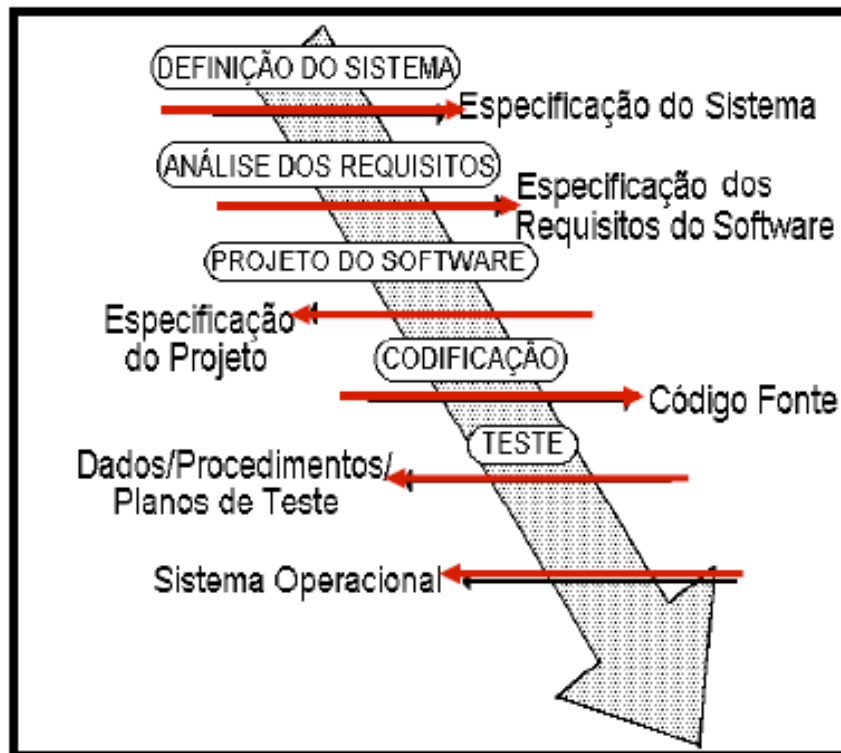 DEFINIÇÃO DO SISTEMA
Especificação do Sistema
ANÁLISE DOS REQUISITOS
Especificação dos
Requisitos do Software
PROJETO DO SOFTWARE
Especificação
do Projeto
CODIFICAÇÃO
Código Fonte
TESTE
Dados/Procedimentos/
Planos de Teste
Sistema Operacional